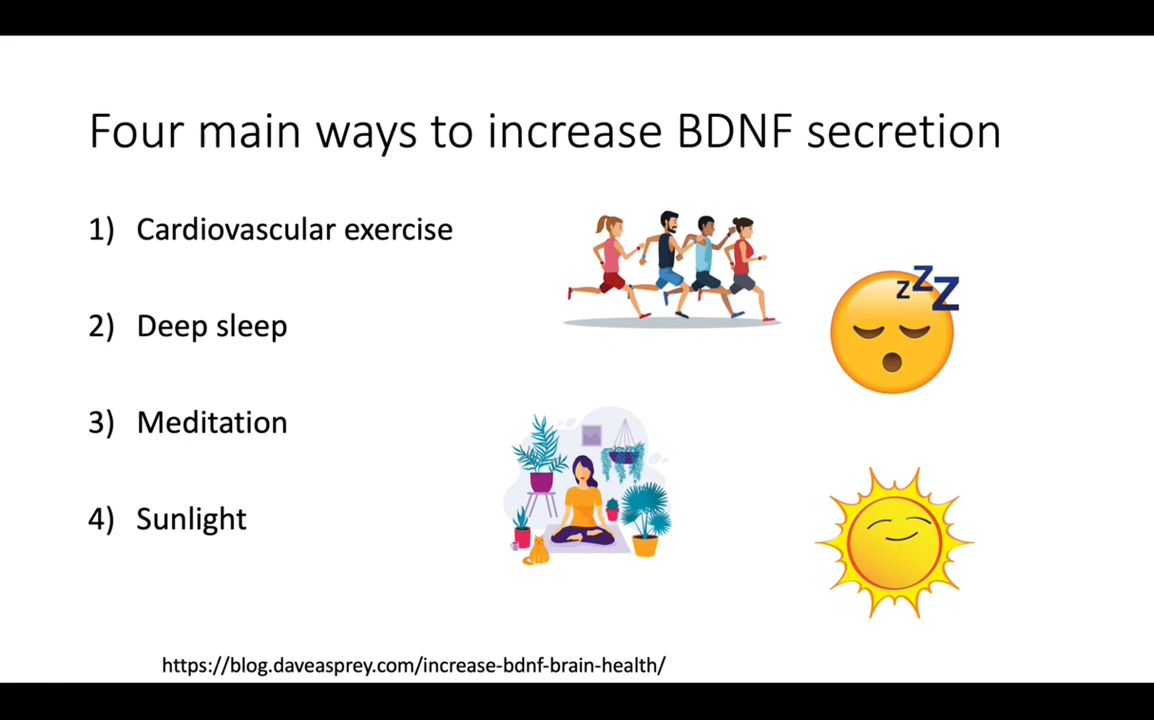 Four main ways to increase BDNF secretion
1) Cardiovascular exercise
2) Deep sleep
3) Meditation
4) Sunlight
z z Z
https://blog.daveasprey.com/increase-bdnf-brain-health/